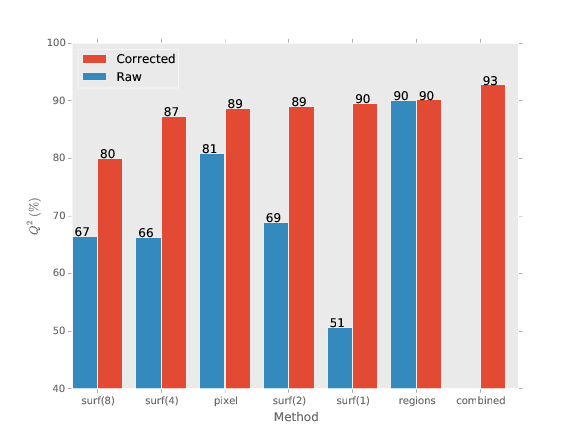 100
90
80
70
60
50
40
Q² (%)
Corrected
Raw
67
80
66
87
81
89
69
89
51
90
90
90
93
surf(8)
surf(4)
pixel
surf(2)
surf(1)
regions
combined
Method